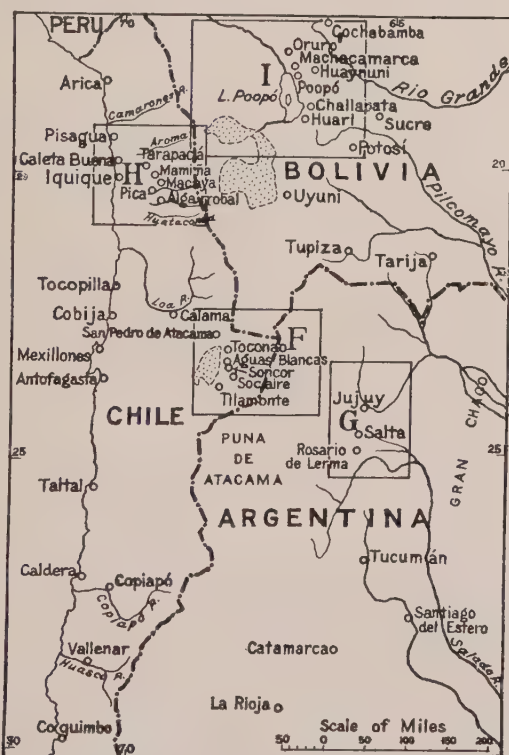 PERU
70
65
Cochabamba
Oruro
Machacamarca
Huaynuni
Arica
I
Poopó
L. Poopó
Rio Grande
Camarones R.
Challapata
Huari
Sucre
Pisagua
Aroma
Potosí
Caleta Buena
Tarapacá
BOLIVIA
20
Iquique
H
Mamiña
Macaya
Pica
Algarrobal
Uyuni
Pilcomayo R.
Tupiza
Tarija
Tocopilla
Loa R.
Cobija
Calama
San Pedro de Atacama
F
Mexillones
Toconao
Aguas Blancas
Soncor
Antofagasta
Socaire
Tilamonte
CHILE
Jujuy
GRAN CHACO
G
Salta
PUNA
DE
ATACAMA
25
25
Rosario
de Lerma
Taltal
ARGENTINA
Tucumán
Caldera
Copiapó
Copiapó R.
Santiago
del Estero
Vallenar
Huasco R.
Catamarca
Salado R.
La Rioja
30
Coquimbo
70
Scale of Miles
50 0 50 100 150 200